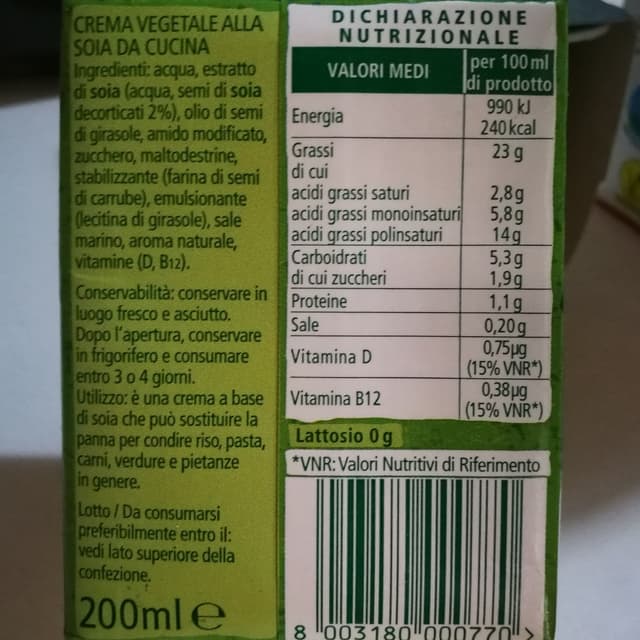 CREMA VEGETALE ALLA
SOIA DA CUCINA
Ingredienti: acqua, estratto
di soia (acqua, semi di soia
decorticati 2%), olio di semi
di girasole, amido modificato,
zucchero, maltodestrine,
stabilizzante (farina di semi
di carrube), emulsionante
(lecitina di girasole), sale
marino, aroma naturale,
vitamine (D, B12).
Conservabilità: conservare in
luogo fresco e asciutto.
Dopo l'apertura, conservare
in frigorifero e consumare
entro 3 o 4 giorni.
Utilizzo: è una crema a base
di soia che può sostituire la
panna per condire riso, pasta,
carni, verdure e pietanze
in genere.
Lotto / Da consumarsi
preferibilmente entro il:
vedi lato superiore della
confezione.
200ml e
DICHIARAZIONE
NUTRIZIONALE
VALORI MEDI per 100 ml
di prodotto
Energia 990 kJ
240 kcal
Grassi 23 g
di cui
acidi grassi saturi 2,8 g
acidi grassi monoinsaturi 5,8 g
acidi grassi polinsaturi 14 g
Carboidrati 5,3 g
di cui zuccheri 1,9 g
Proteine 1,1 g
Sale 0,20 g
Vitamina D 0,75µg
(15% VNR*)
Vitamina B12 0,38µg
(15% VNR*)
Lattosio 0 g
*VNR: Valori Nutritivi di Riferimento
8 003180 000770 >